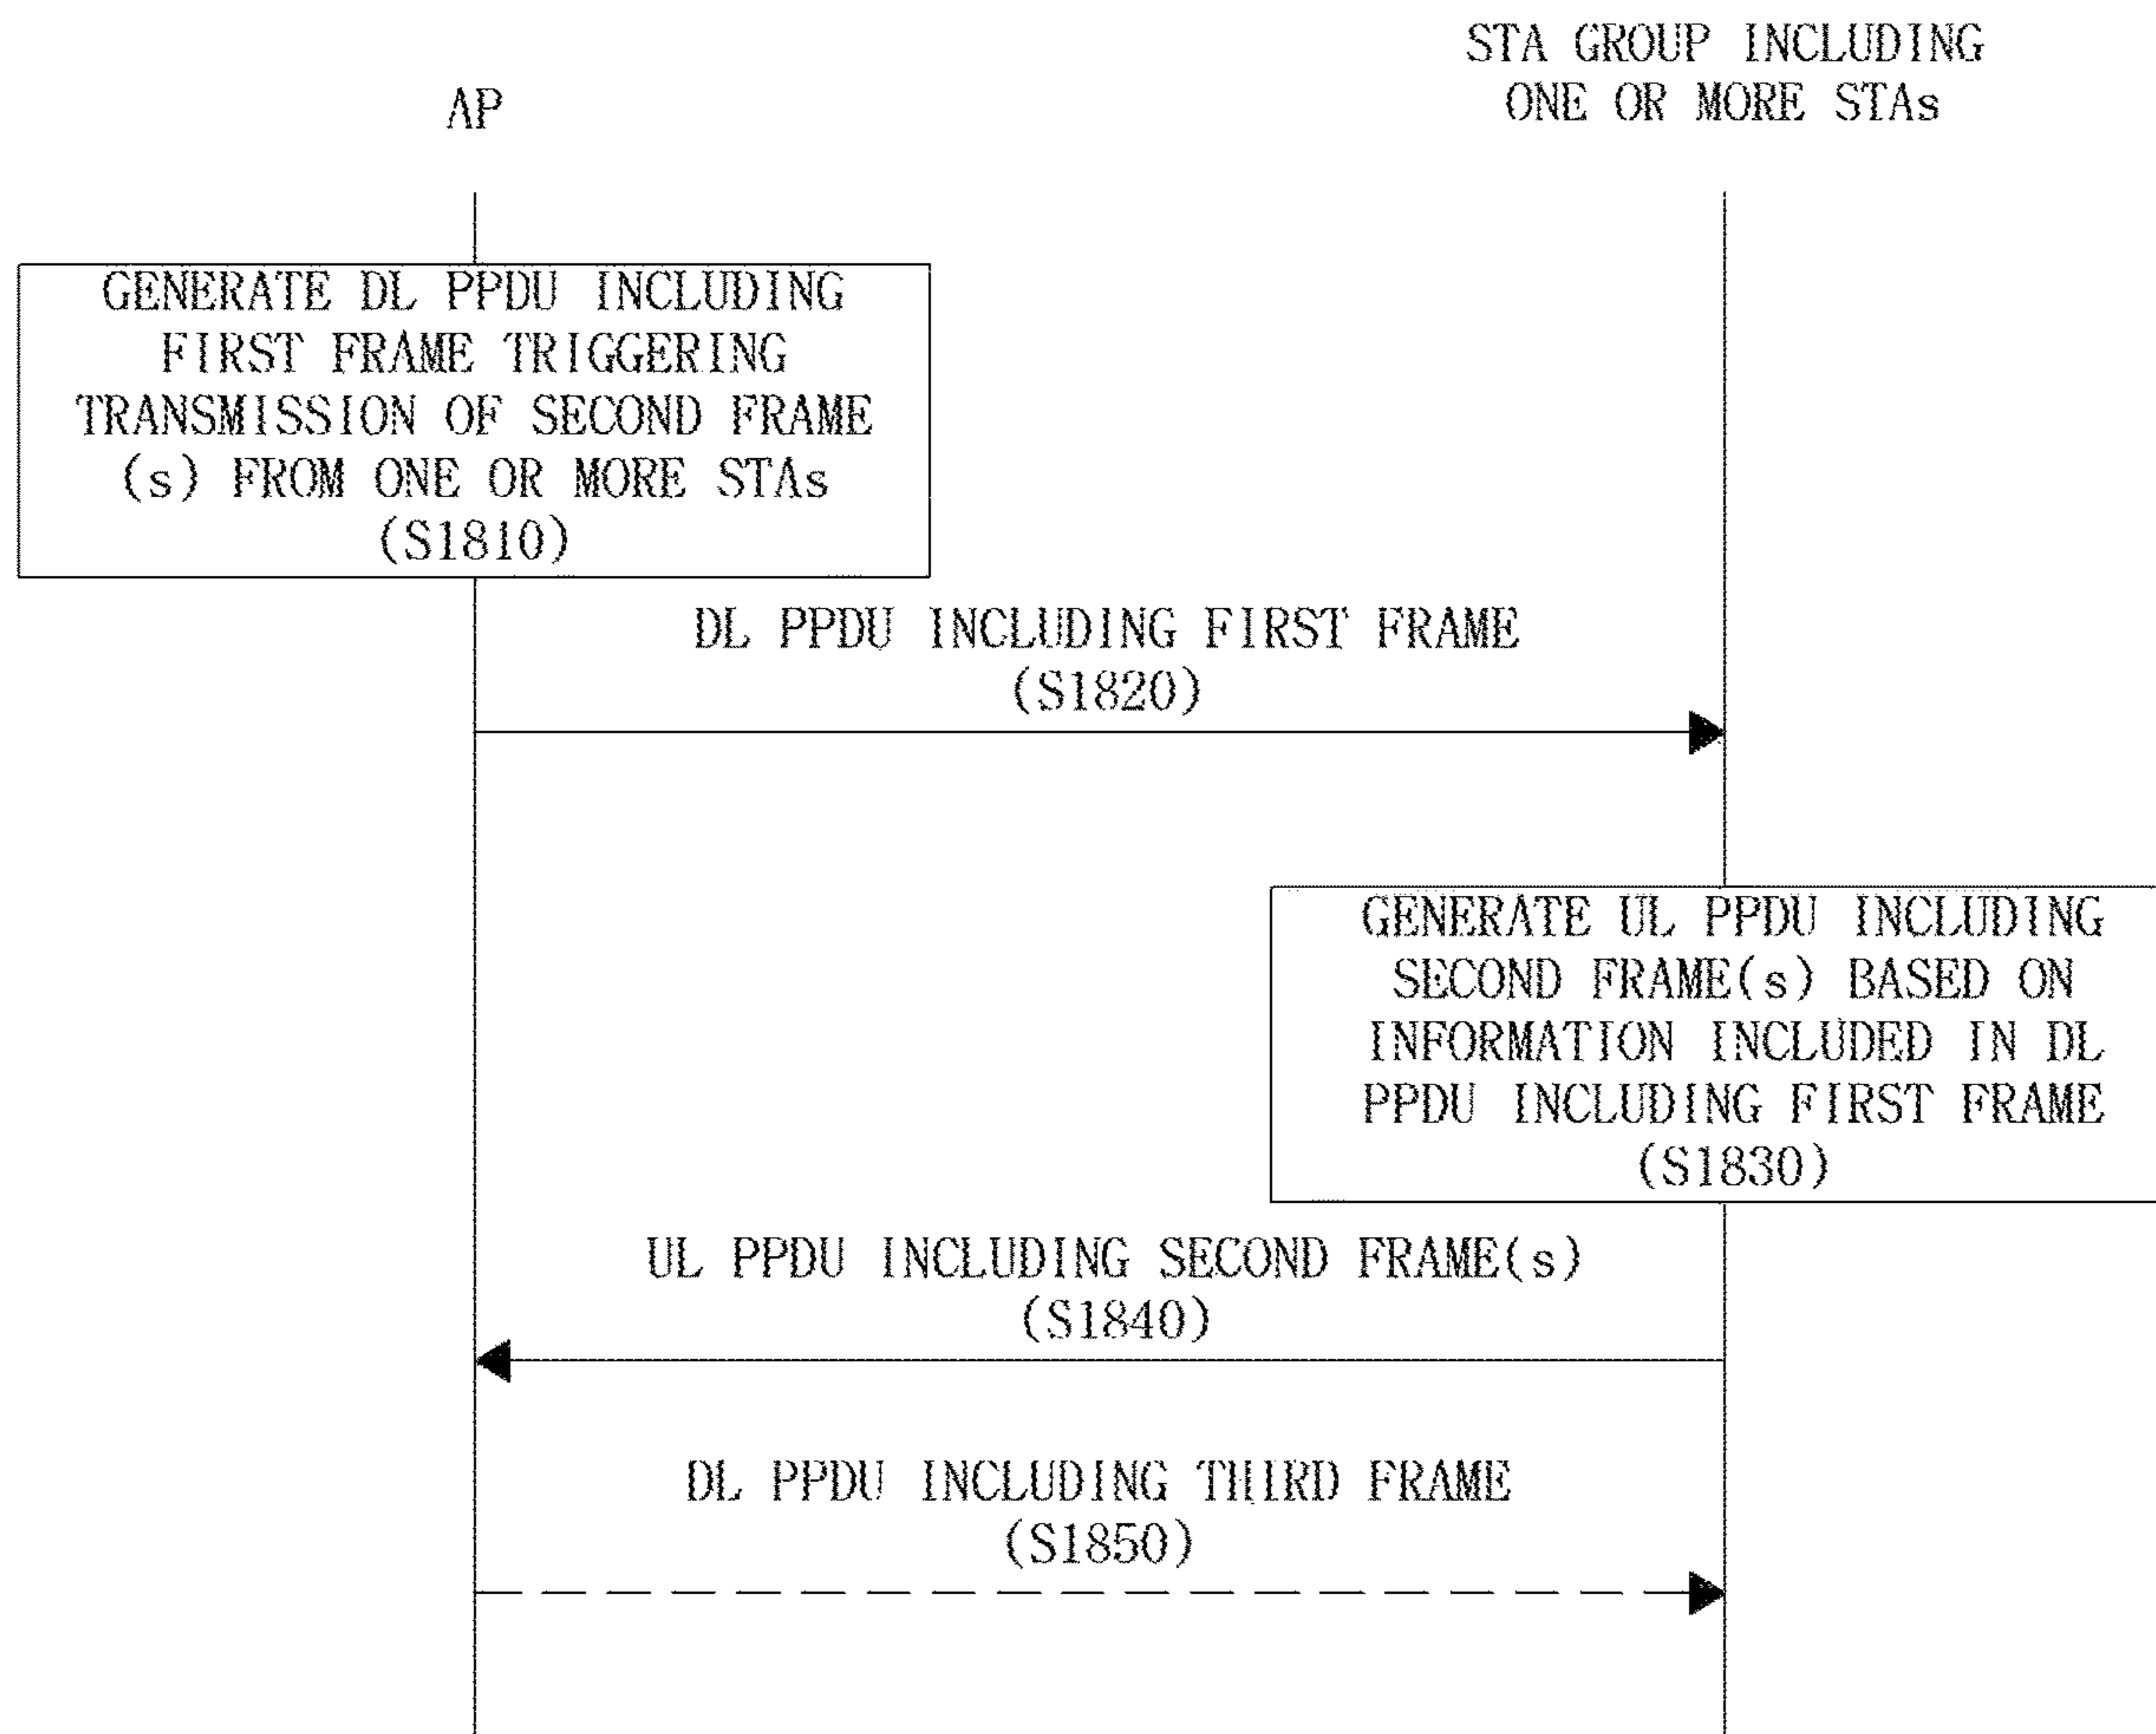 AP
STA GROUP INCLUDING
ONE OR MORE STAs
GENERATE DL PPDU INCLUDING
FIRST FRAME TRIGGERING
TRANSMISSION OF SECOND FRAME
(s) FROM ONE OR MORE STAs
(S1810)
DL PPDU INCLUDING FIRST FRAME
(S1820)
GENERATE UL PPDU INCLUDING
SECOND FRAME(s) BASED ON
INFORMATION INCLUDED IN DL
PPDU INCLUDING FIRST FRAME
(S1830)
UL PPDU INCLUDING SECOND FRAME(s)
(S1840)
DL PPDU INCLUDING THIRD FRAME
(S1850)